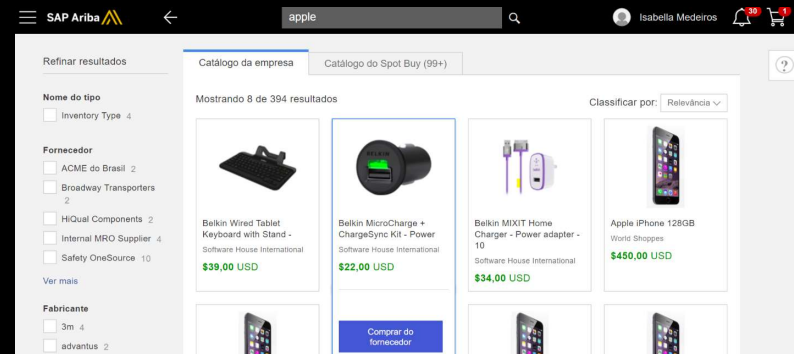 SAP Ariba
apple
Isabella Medeiros
30
1
Refinar resultados
Catálogo da empresa
Catálogo do Spot Buy (99+)
?
Nome do tipo
Inventory Type 4
Fornecedor
ACME do Brasil 2
Broadway Transporters
2
HiQual Components 2
Internal MRO Supplier 4
Safety OneSource 10
Ver mais
Fabricante
3m 4
advantus 2
Mostrando 8 de 394 resultados
Classificar por: Relevância
Belkin Wired Tablet
Keyboard with Stand -
Software House International
$39,00 USD
BELKIN
Belkin MicroCharge +
ChargeSync Kit - Power
Software House International
$22,00 USD
Comprar do
fornecedor
Belkin MIXIT Home
Charger - Power adapter -
10
Software House International
$34,00 USD
Apple iPhone 128GB
World Shoppes
$450,00 USD